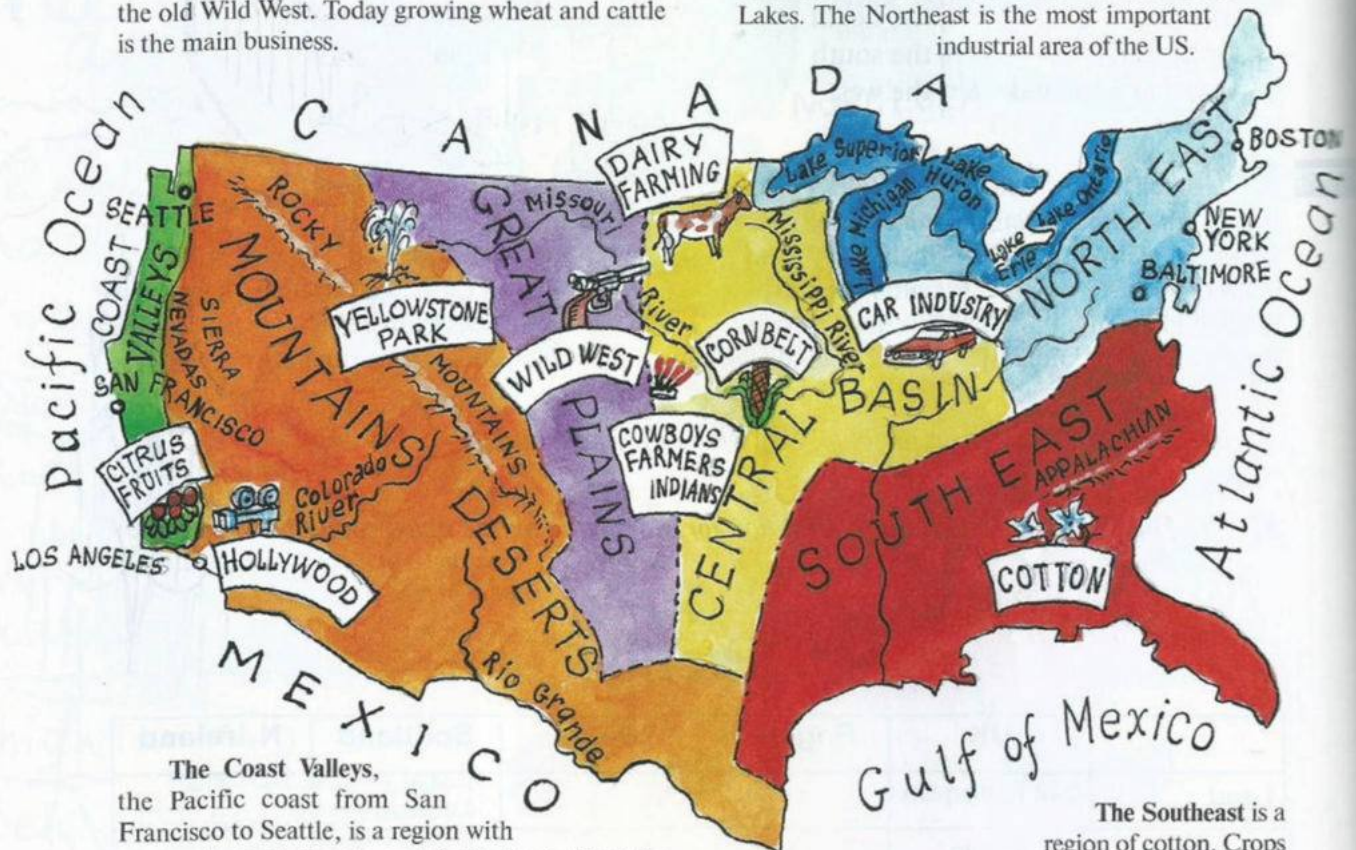 the old Wild West. Today growing wheat and cattle
is the main business.
Lakes. The Northeast is the most important
industrial area of the US.
CANADA
Pacific Ocean
Atlantic Ocean
DAIRY
FARMING
Lake Superior
Lake
Huron
Lake Michigan
Lake Ontario
Lake
Erie
NORTH EAST
BOSTON
NEW
YORK
BALTIMORE
SEATTLE
COAST
VALLEYS
ROCKY
MOUNTAINS
MOUNTAINS
DESERTS
SIERRA
NEVADAS
GREAT
PLAINS
Missouri
River
Mississippi River
YELLOWSTONE
PARK
WILD WEST
CORNBELT
CAR INDUSTRY
CENTRAL BASIN
COWBOYS
FARMERS
INDIANS
SAN FRANCISCO
CITRUS
FRUITS
Colorado
River
LOS ANGELES
HOLLYWOOD
SOUTH EAST
APPALACHIAN
COTTON
MEXICO
Rio Grande
Gulf of Mexico
The Coast Valleys,
the Pacific coast from San
Francisco to Seattle, is a region with
The Southeast is a
region of cotton. Crops